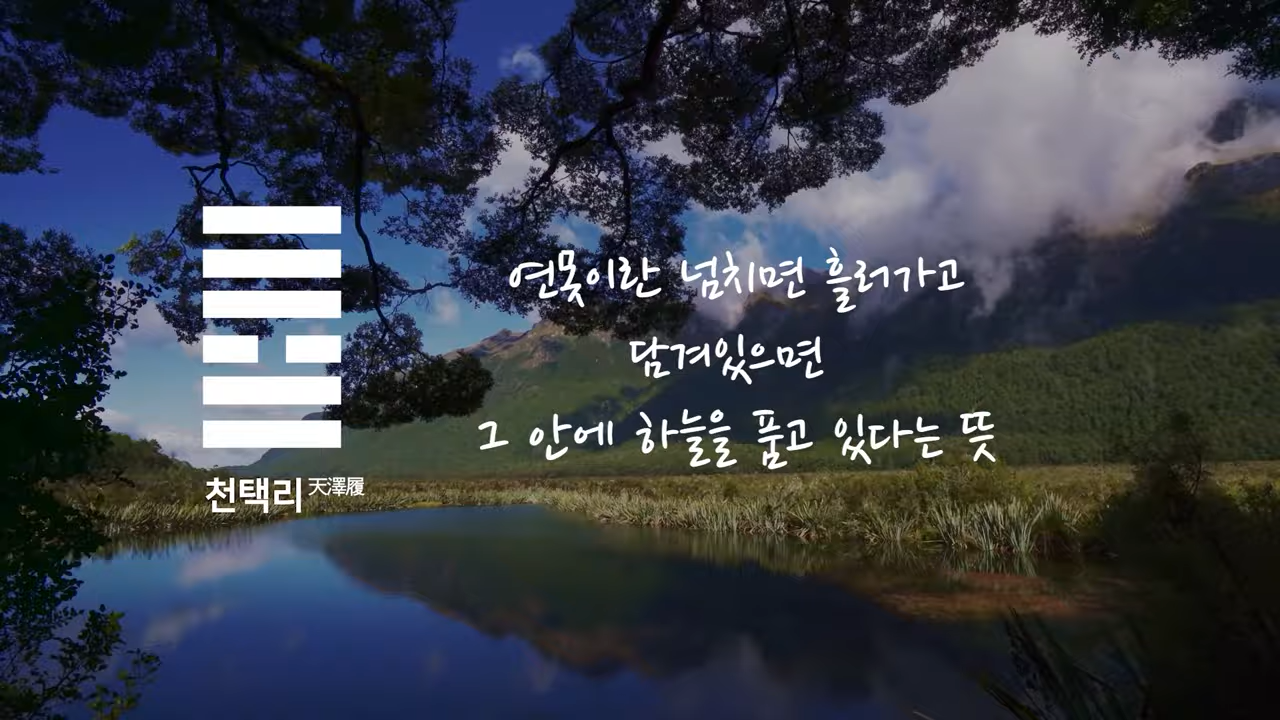 연못이란 넘치면 흘러가고
담겨있으면
그 안에 하늘을 품고 있다는 뜻
천택리 天澤履